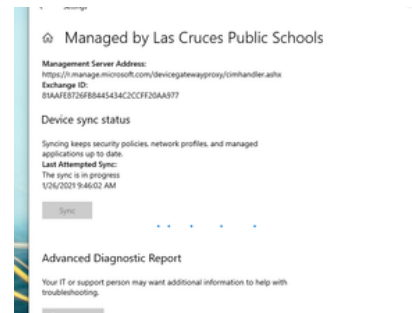 Settings
Managed by Las Cruces Public Schools
Management Server Address:
https://r.manage.microsoft.com/devicegatewayproxy/cimhandler.ashx
Exchange ID:
81AAFE8726FB8445434C2CCFF20AA977
Device sync status
Syncing keeps security policies, network profiles, and managed
applications up to date.
Last Attempted Sync:
The sync is in progress
1/26/2021 9:46:02 AM
Sync
Advanced Diagnostic Report
Your IT or support person may want additional information to help with
troubleshooting.